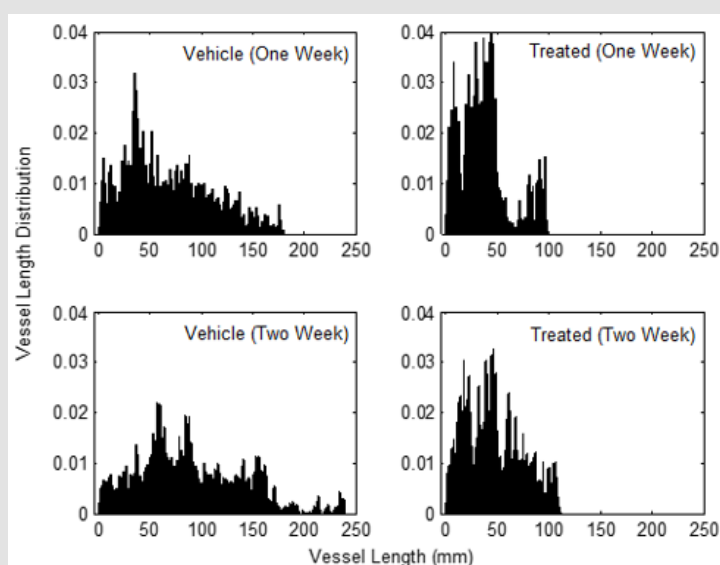 Vehicle (One Week)
0.04
0.03
0.02
0.01
0
0 50 100 150 200 250
Treated (One Week)
0.04
0.03
0.02
0.01
0
0 50 100 150 200 250
Vessel Length Distribution
Vehicle (Two Week)
0.04
0.03
0.02
0.01
0
0 50 100 150 200 250
Treated (Two Week)
0.04
0.03
0.02
0.01
0
0 50 100 150 200 250
Vessel Length (mm)